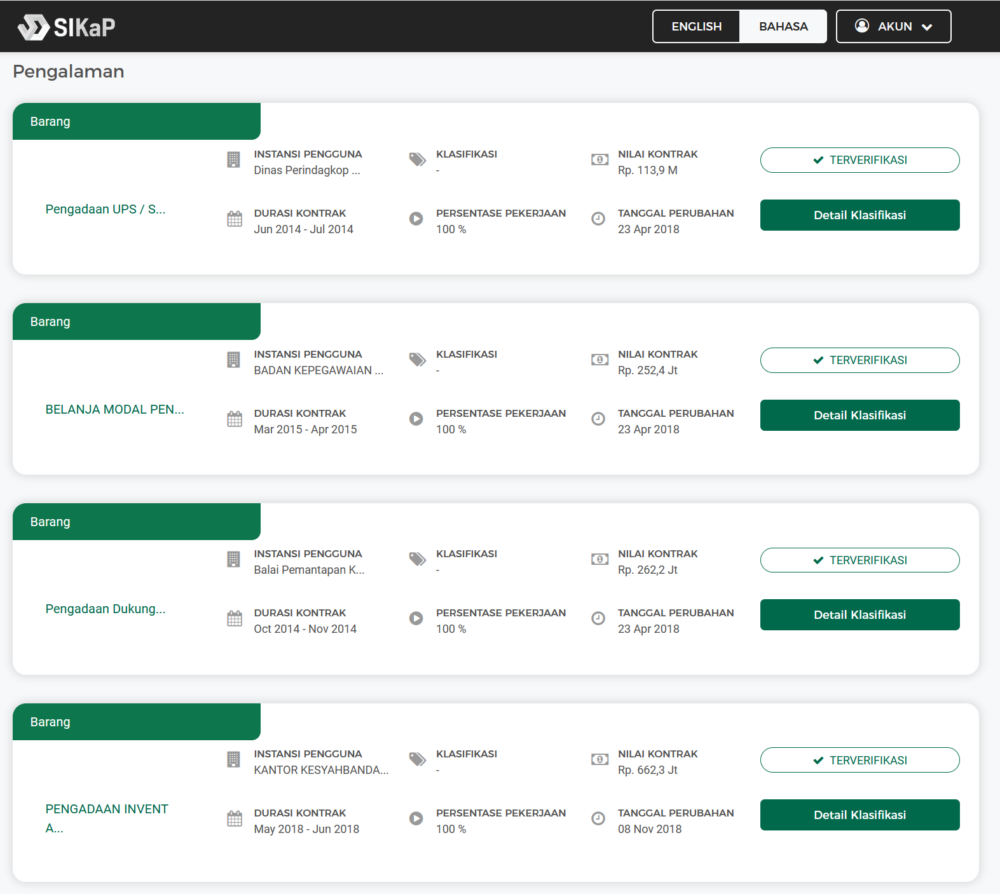 SIKaP
ENGLISH
BAHASA
AKUN
Pengalaman
Barang
INSTANSI PENGGUNA
Dinas Perindagkop ...
KLASIFIKASI
-
NILAI KONTRAK
Rp. 113,9 M
TERVERIFIKASI
Pengadaan UPS / S...
DURASI KONTRAK
Jun 2014 - Jul 2014
PERSENTASE PEKERJAAN
100 %
TANGGAL PERUBAHAN
23 Apr 2018
Detail Klasifikasi
Barang
INSTANSI PENGGUNA
BADAN KEPEGAWAIAN ...
KLASIFIKASI
-
NILAI KONTRAK
Rp. 252,4 Jt
TERVERIFIKASI
BELANJA MODAL PEN...
DURASI KONTRAK
Mar 2015 - Apr 2015
PERSENTASE PEKERJAAN
100 %
TANGGAL PERUBAHAN
23 Apr 2018
Detail Klasifikasi
Barang
INSTANSI PENGGUNA
Balai Pemantapan K...
KLASIFIKASI
-
NILAI KONTRAK
Rp. 262,2 Jt
TERVERIFIKASI
Pengadaan Dukung...
DURASI KONTRAK
Oct 2014 - Nov 2014
PERSENTASE PEKERJAAN
100 %
TANGGAL PERUBAHAN
23 Apr 2018
Detail Klasifikasi
Barang
INSTANSI PENGGUNA
KANTOR KESYAHBANDA...
KLASIFIKASI
-
NILAI KONTRAK
Rp. 662,3 Jt
TERVERIFIKASI
PENGADAAN INVENT
A...
DURASI KONTRAK
May 2018 - Jun 2018
PERSENTASE PEKERJAAN
100 %
TANGGAL PERUBAHAN
08 Nov 2018
Detail Klasifikasi